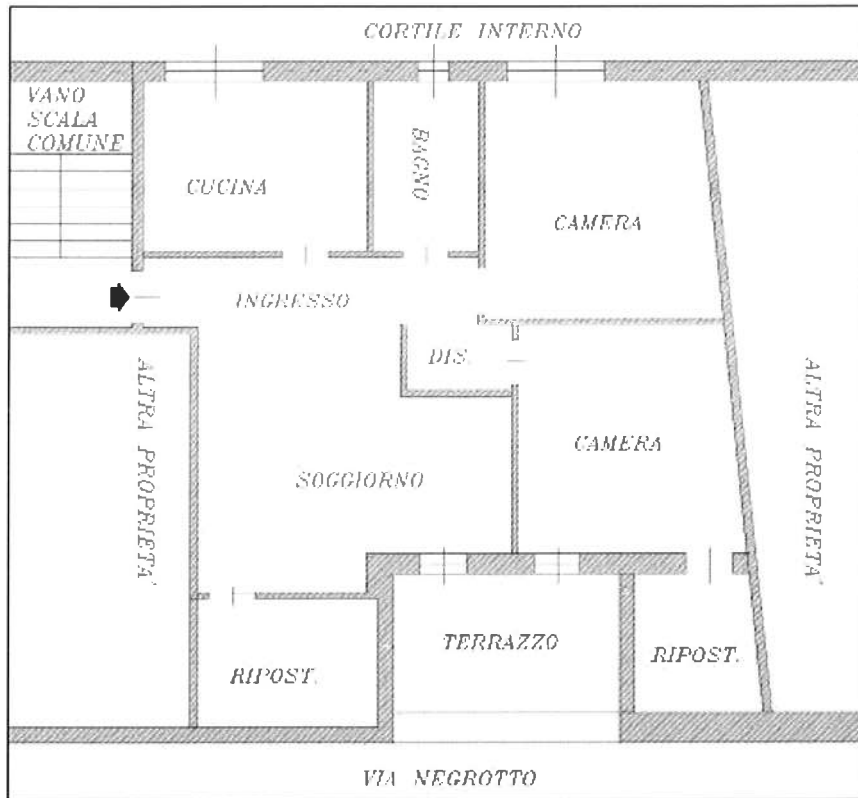 CORTILE INTERNO
VANO
SCALA
COMUNE
CUCINA
BAGNO
CAMERA
INGRESSO
DIS.
ALTRA PROPRIETA'
SOGGIORNO
CAMERA
ALTRA PROPRIETA'
RIPOST.
TERRAZZO
RIPOST.
VIA NEGROTTO